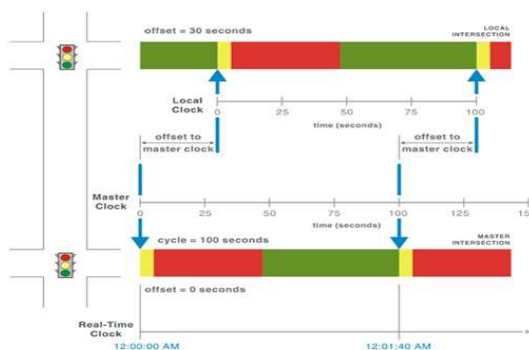 offset = 30 seconds
LOCAL
INTERSECTION
Local
Clock
0 25 50 75 100
time (seconds)
offset to
master clock
offset to
master clock
Master
Clock
0 25 50 75 100 125 150
time (seconds)
cycle = 100 seconds
MASTER
INTERSECTION
offset = 0 seconds
Real-Time
Clock
12:00:00 AM 12:01:40 AM